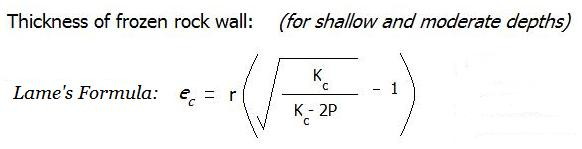 Thickness of frozen rock wall: (for shallow and moderate depths)
Lame's Formula: e_c = r(√(K_c / (K_c - 2P)) - 1)